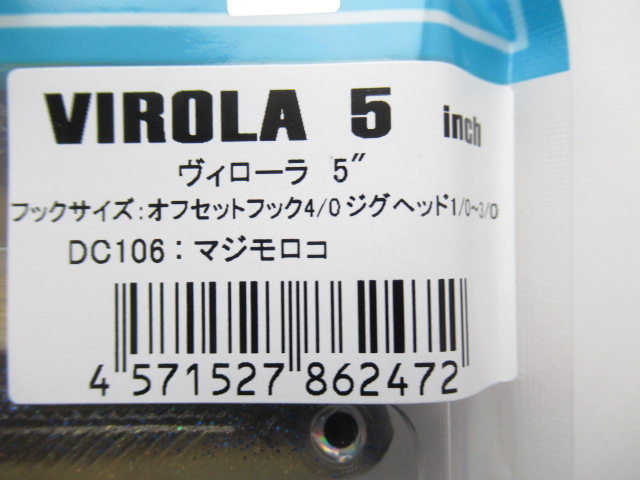 VIROLA 5 inch
ヴィローラ 5″
フックサイズ:オフセットフック4/0ジグヘッド1/0~3/0
DC106:マジモロコ
4 571527 862472